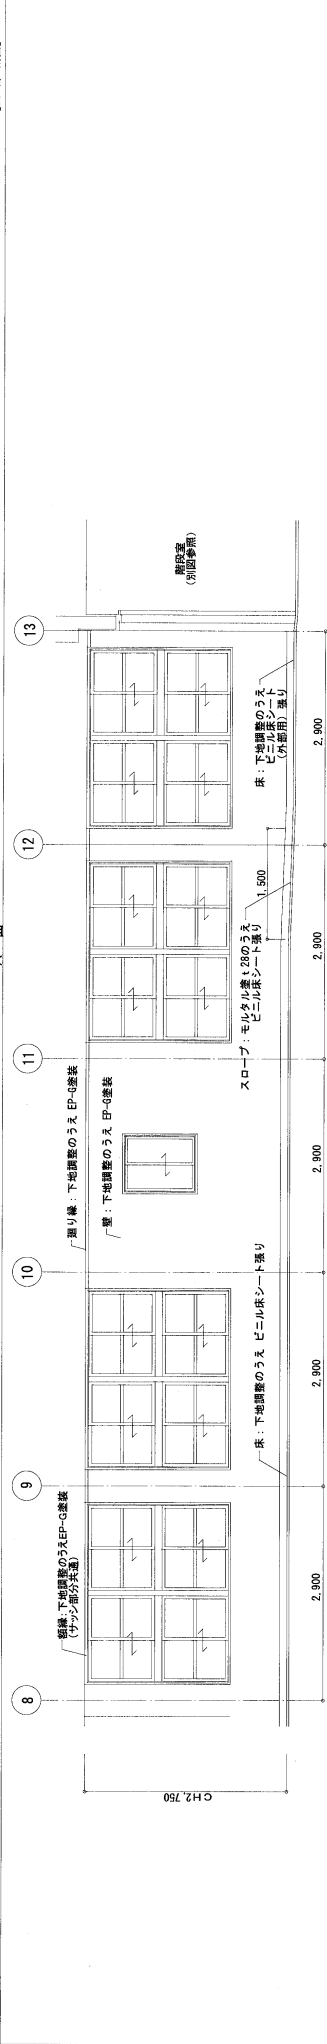 8
9
10
11
12
13
額縁：下地調整のうえEP-G塗装
（サッシ部分共通）
廻り縁：下地調整のうえ EP-G塗装
壁：下地調整のうえ EP-G塗装
階段室
（別図参照）
床：下地調整のうえ ビニル床シート張り
スロープ：モルタル塗ｔ28のうえ
ビニル床シート張り
床：下地調整のうえ
ビニル床シート
（外部用）張り
1,500
CH2,750
2,900
2,900
2,900
2,900
2,900